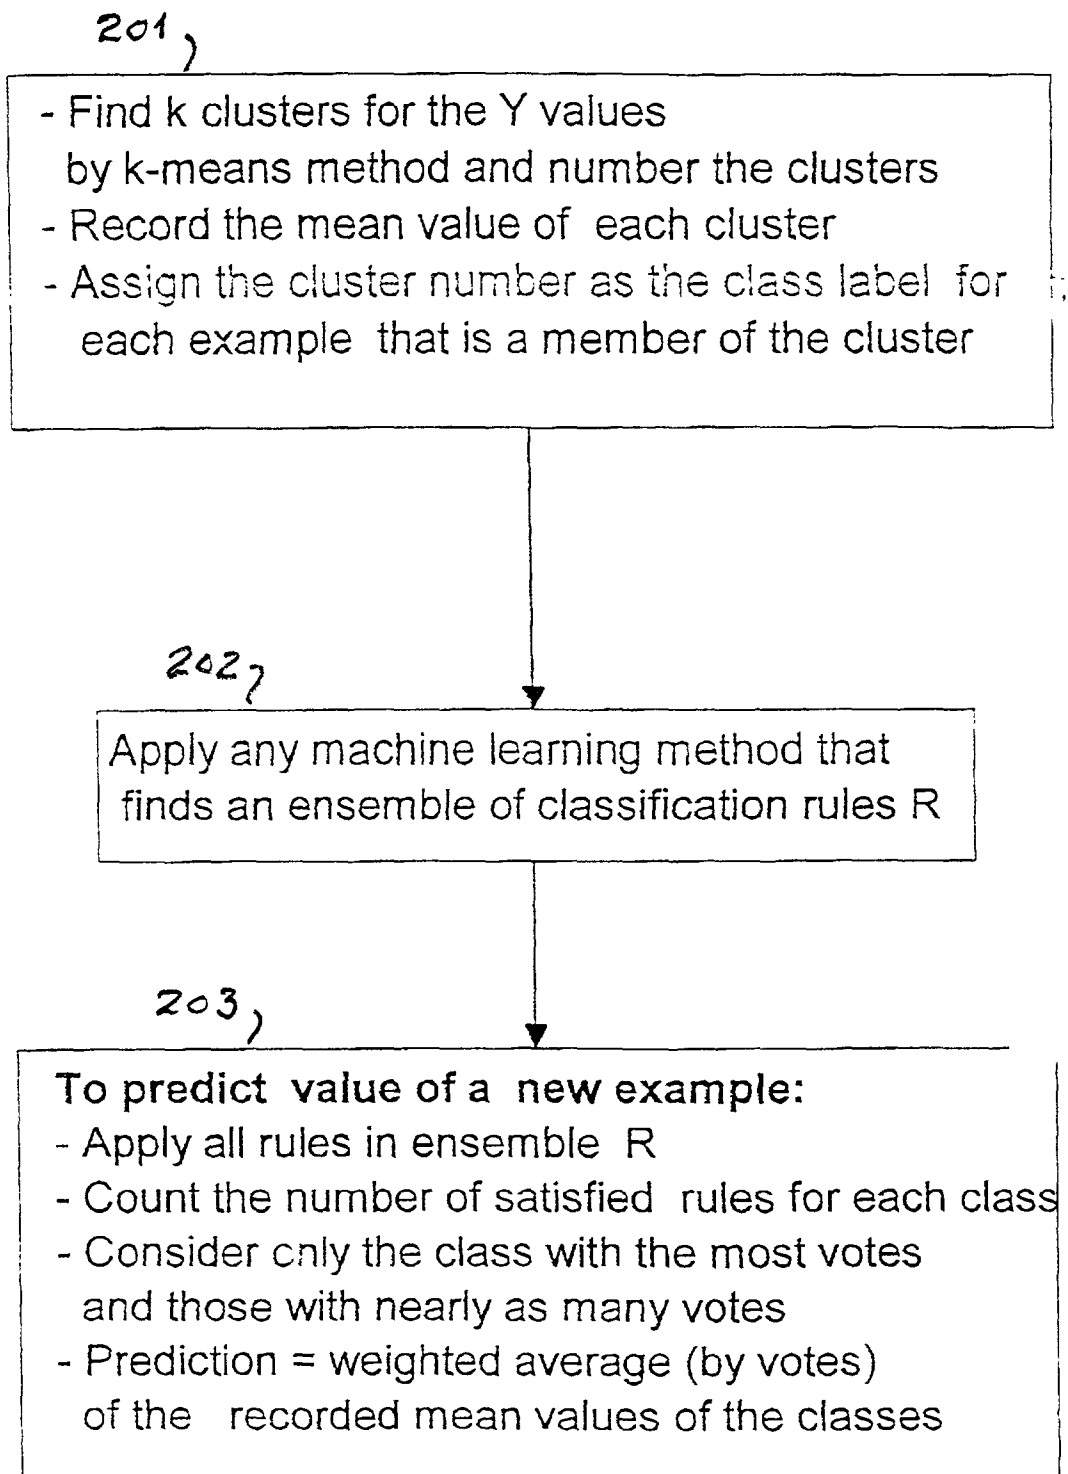 201
- Find k clusters for the Y values
by k-means method and number the clusters
- Record the mean value of each cluster
- Assign the cluster number as the class label for
each example that is a member of the cluster
202
Apply any machine learning method that
finds an ensemble of classification rules R
203
To predict value of a new example:
- Apply all rules in ensemble R
- Count the number of satisfied rules for each class
- Consider only the class with the most votes
and those with nearly as many votes
- Prediction = weighted average (by votes)
of the recorded mean values of the classes